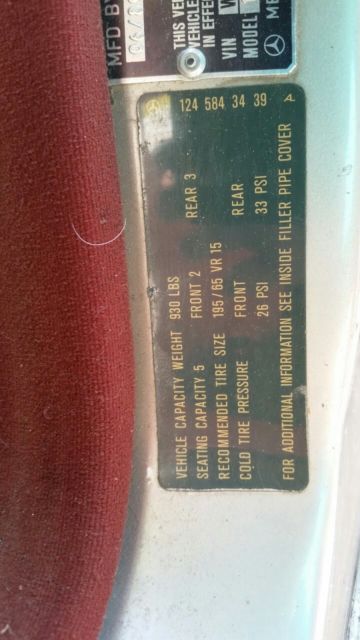 MFD BY
THIS VE
VEHICLE
IN EFFE
VIN W
MODEL
124 584 34 39 A
VEHICLE CAPACITY WEIGHT 930 LBS
SEATING CAPACITY 5 FRONT 2 REAR 3
RECOMMENDED TIRE SIZE 195/65 VR 15
COLD TIRE PRESSURE FRONT REAR
26 PSI 33 PSI
FOR ADDITIONAL INFORMATION SEE INSIDE FILLER PIPE COVER